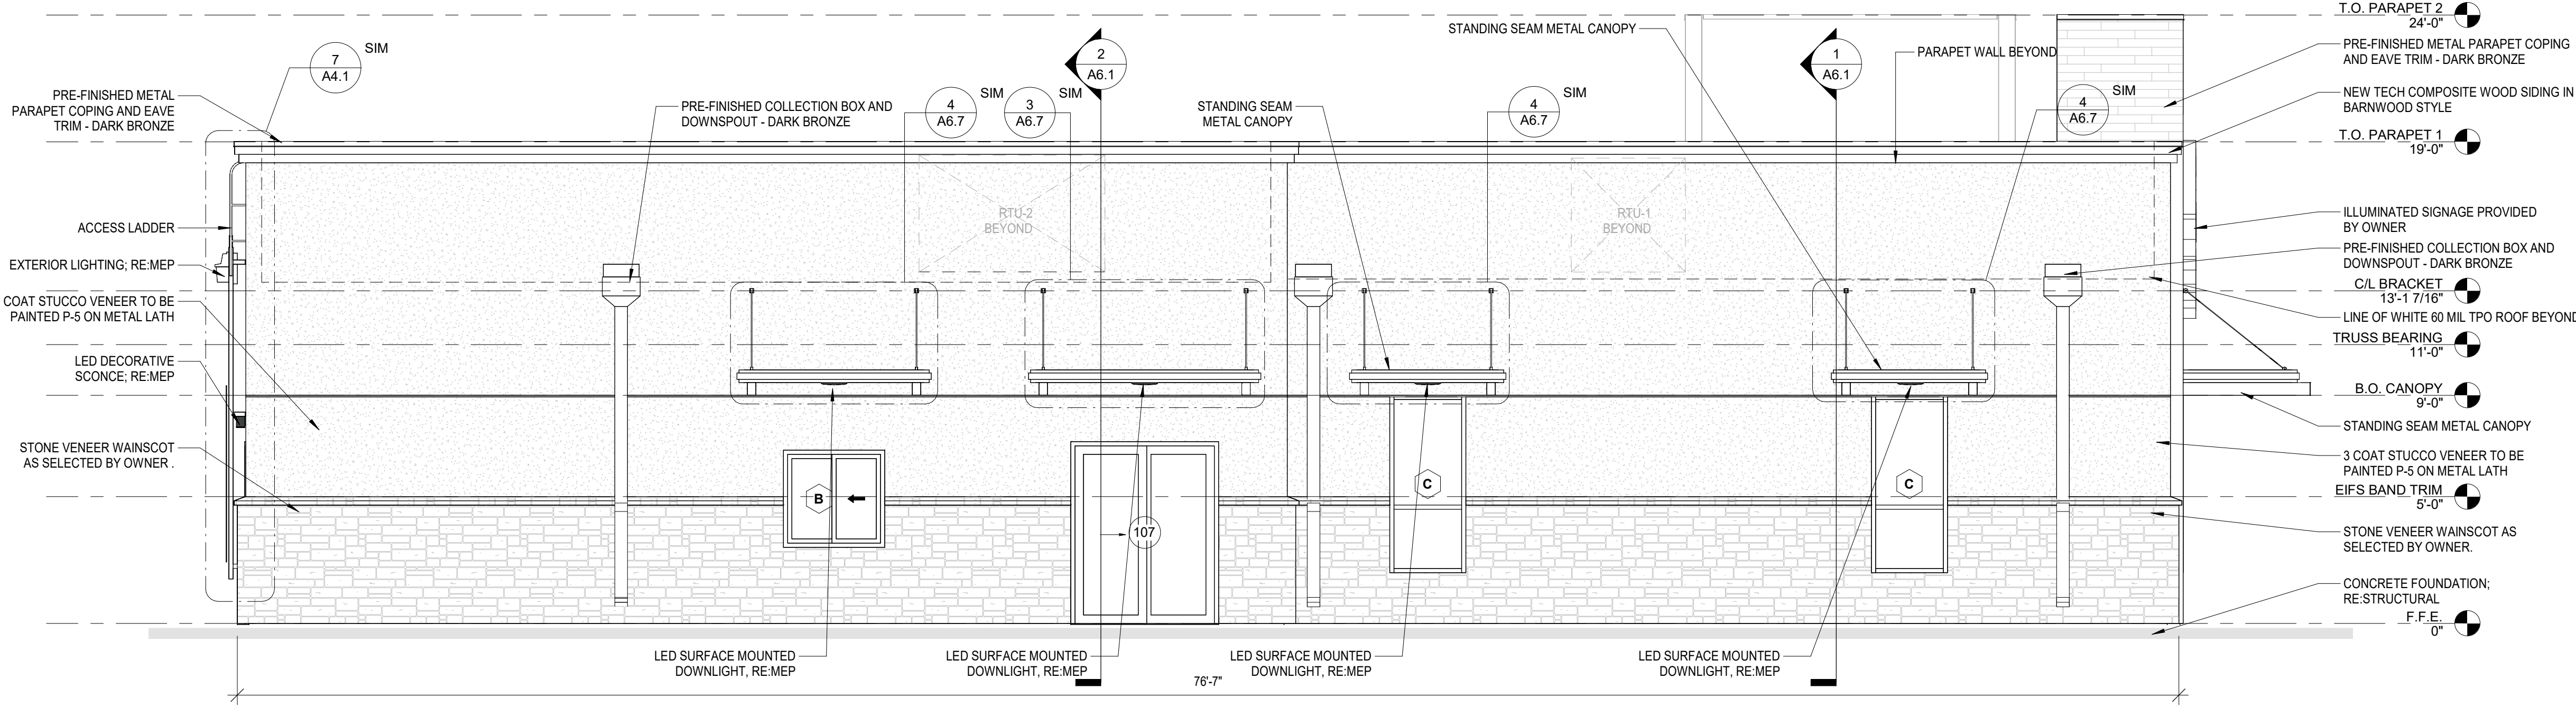 T.O. PARAPET 2
24'-0"
STANDING SEAM METAL CANOPY
7
A4.1
SIM
2
A6.1
1
A6.1
PARAPET WALL BEYOND
PRE-FINISHED METAL PARAPET COPING
AND EAVE TRIM - DARK BRONZE
PRE-FINISHED METAL
PARAPET COPING AND EAVE
TRIM - DARK BRONZE
PRE-FINISHED COLLECTION BOX AND
DOWNSPOUT - DARK BRONZE
4
A6.7
SIM
3
A6.7
SIM
STANDING SEAM
METAL CANOPY
4
A6.7
SIM
4
A6.7
SIM
NEW TECH COMPOSITE WOOD SIDING IN
BARNWOOD STYLE
T.O. PARAPET 1
19'-0"
RTU-2
BEYOND
RTU-1
BEYOND
ACCESS LADDER
ILLUMINATED SIGNAGE PROVIDED
BY OWNER
EXTERIOR LIGHTING; RE:MEP
PRE-FINISHED COLLECTION BOX AND
DOWNSPOUT - DARK BRONZE
C/L BRACKET
13'-1 7/16"
COAT STUCCO VENEER TO BE
PAINTED P-5 ON METAL LATH
LINE OF WHITE 60 MIL TPO ROOF BEYOND
TRUSS BEARING
11'-0"
LED DECORATIVE
SCONCE; RE:MEP
B.O. CANOPY
9'-0"
STANDING SEAM METAL CANOPY
STONE VENEER WAINSCOT
AS SELECTED BY OWNER .
3 COAT STUCCO VENEER TO BE
PAINTED P-5 ON METAL LATH
B
C
C
EIFS BAND TRIM
5'-0"
107
STONE VENEER WAINSCOT AS
SELECTED BY OWNER.
CONCRETE FOUNDATION;
RE:STRUCTURAL
F.F.E.
0"
LED SURFACE MOUNTED
DOWNLIGHT, RE:MEP
LED SURFACE MOUNTED
DOWNLIGHT, RE:MEP
LED SURFACE MOUNTED
DOWNLIGHT, RE:MEP
LED SURFACE MOUNTED
DOWNLIGHT, RE:MEP
76'-7"